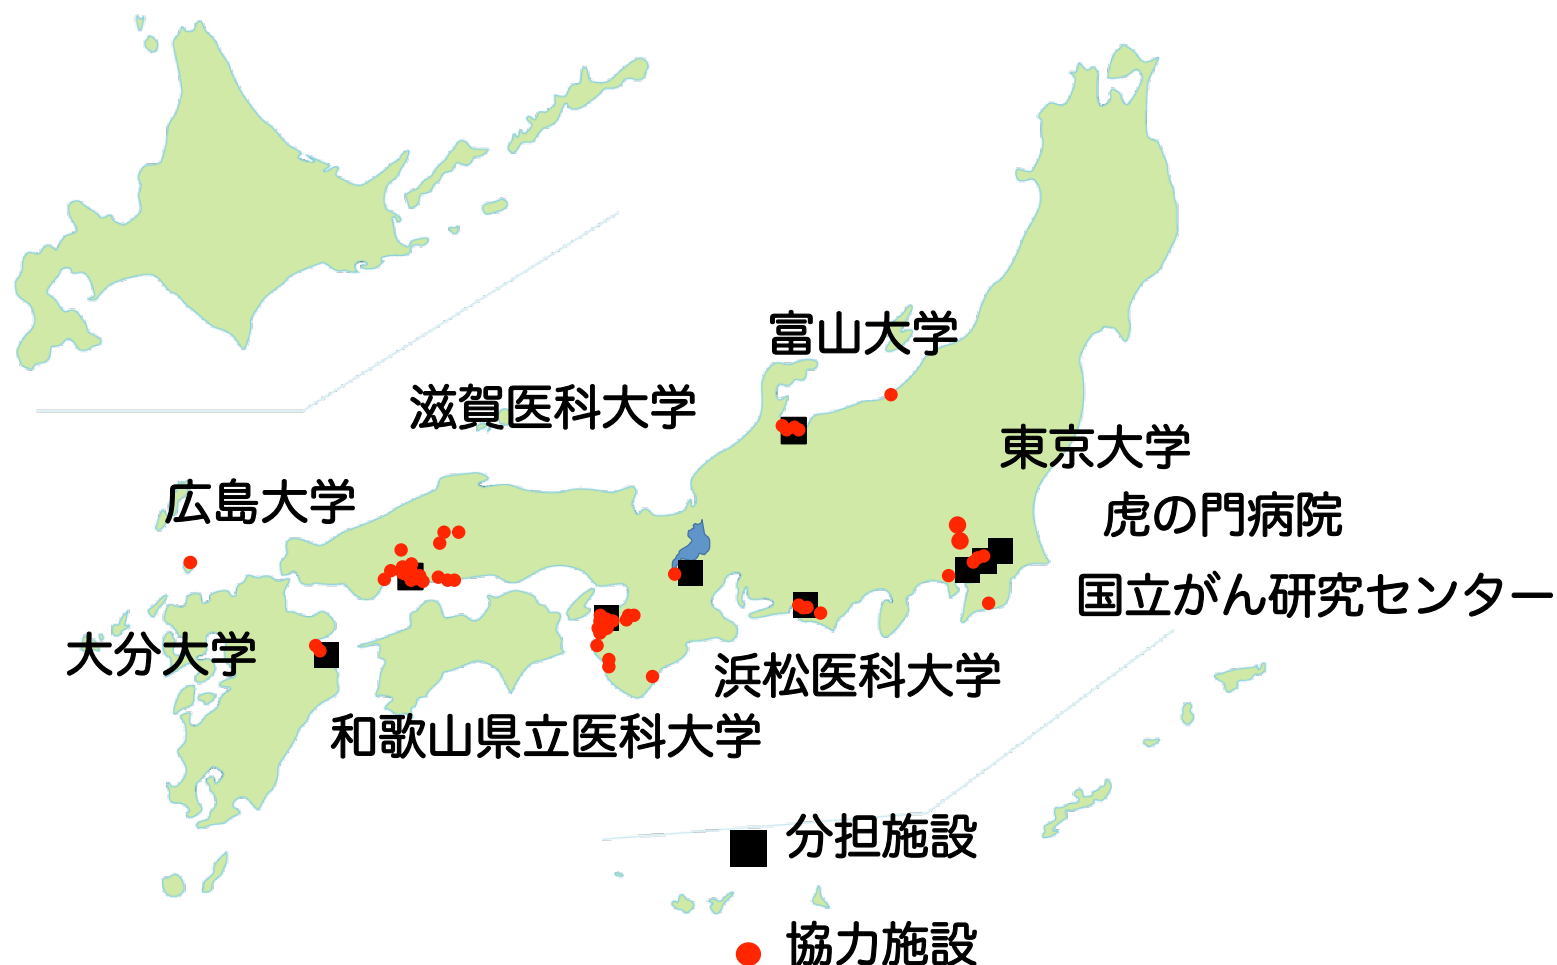 富山大学
滋賀医科大学
東京大学
広島大学
虎の門病院
国立がん研究センター
大分大学
浜松医科大学
和歌山県立医科大学
分担施設
協力施設